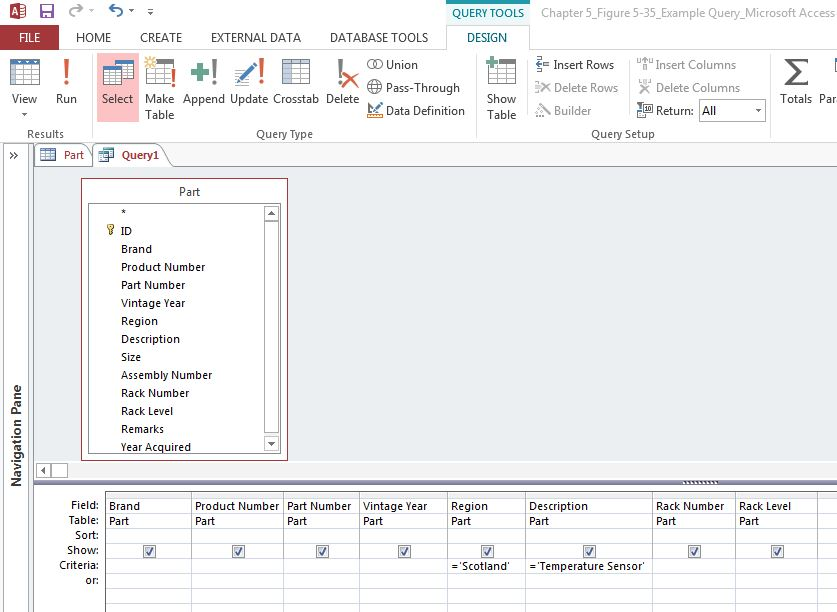 QUERY TOOLS Chapter 5_Figure 5-35_Example Query_Microsoft Access
FILE HOME CREATE EXTERNAL DATA DATABASE TOOLS DESIGN
View Run Select Make Table Append Update Crosstab Delete
Union
Pass-Through
Data Definition
Show Table
Insert Rows
Delete Rows
Builder
Insert Columns
Delete Columns
Return: All
Totals Para
Results Query Type Query Setup
Part Query1
Navigation Pane
Part
*
ID
Brand
Product Number
Part Number
Vintage Year
Region
Description
Size
Assembly Number
Rack Number
Rack Level
Remarks
Year Acquired
Field: Brand Product Number Part Number Vintage Year Region Description Rack Number Rack Level
Table: Part Part Part Part Part Part Part Part
Sort:
Show:
Criteria: ='Scotland' ='Temperature Sensor'
or: